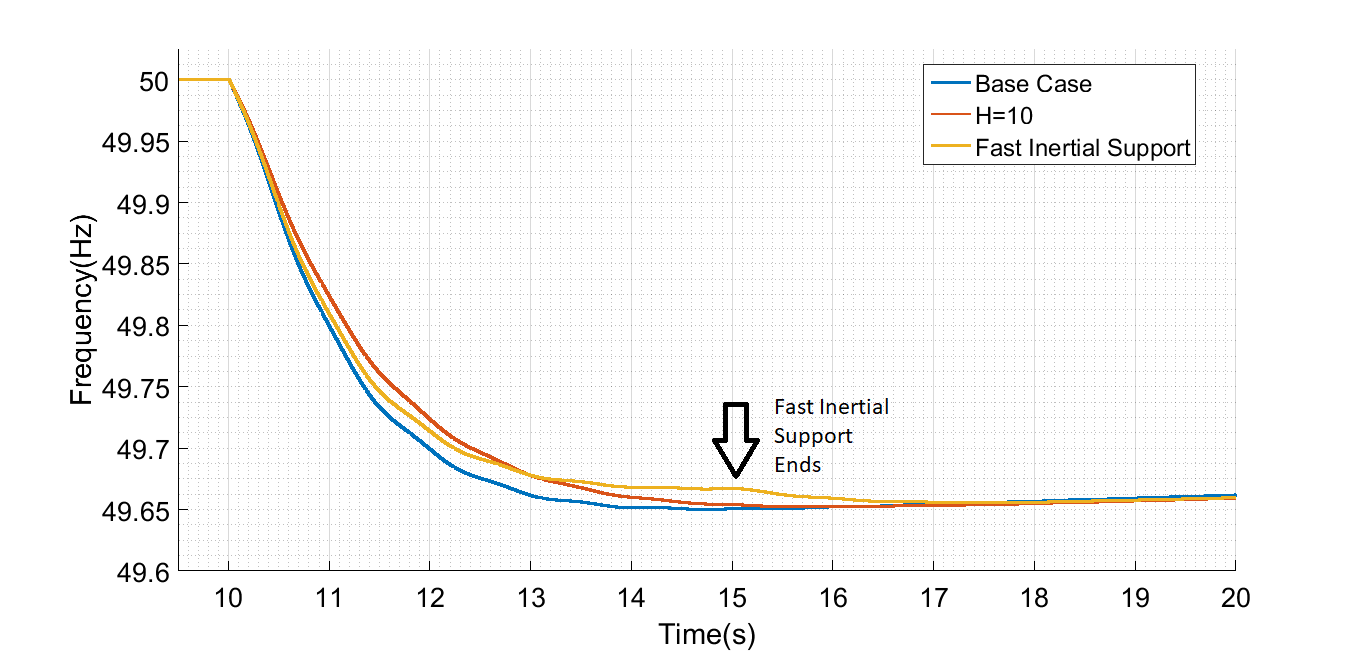 50
49.95
49.9
49.85
49.8
49.75
49.7
49.65
49.6
Frequency(Hz)
Base Case
H=10
Fast Inertial Support
Fast Inertial
Support
Ends
10 11 12 13 14 15 16 17 18 19 20
Time(s)